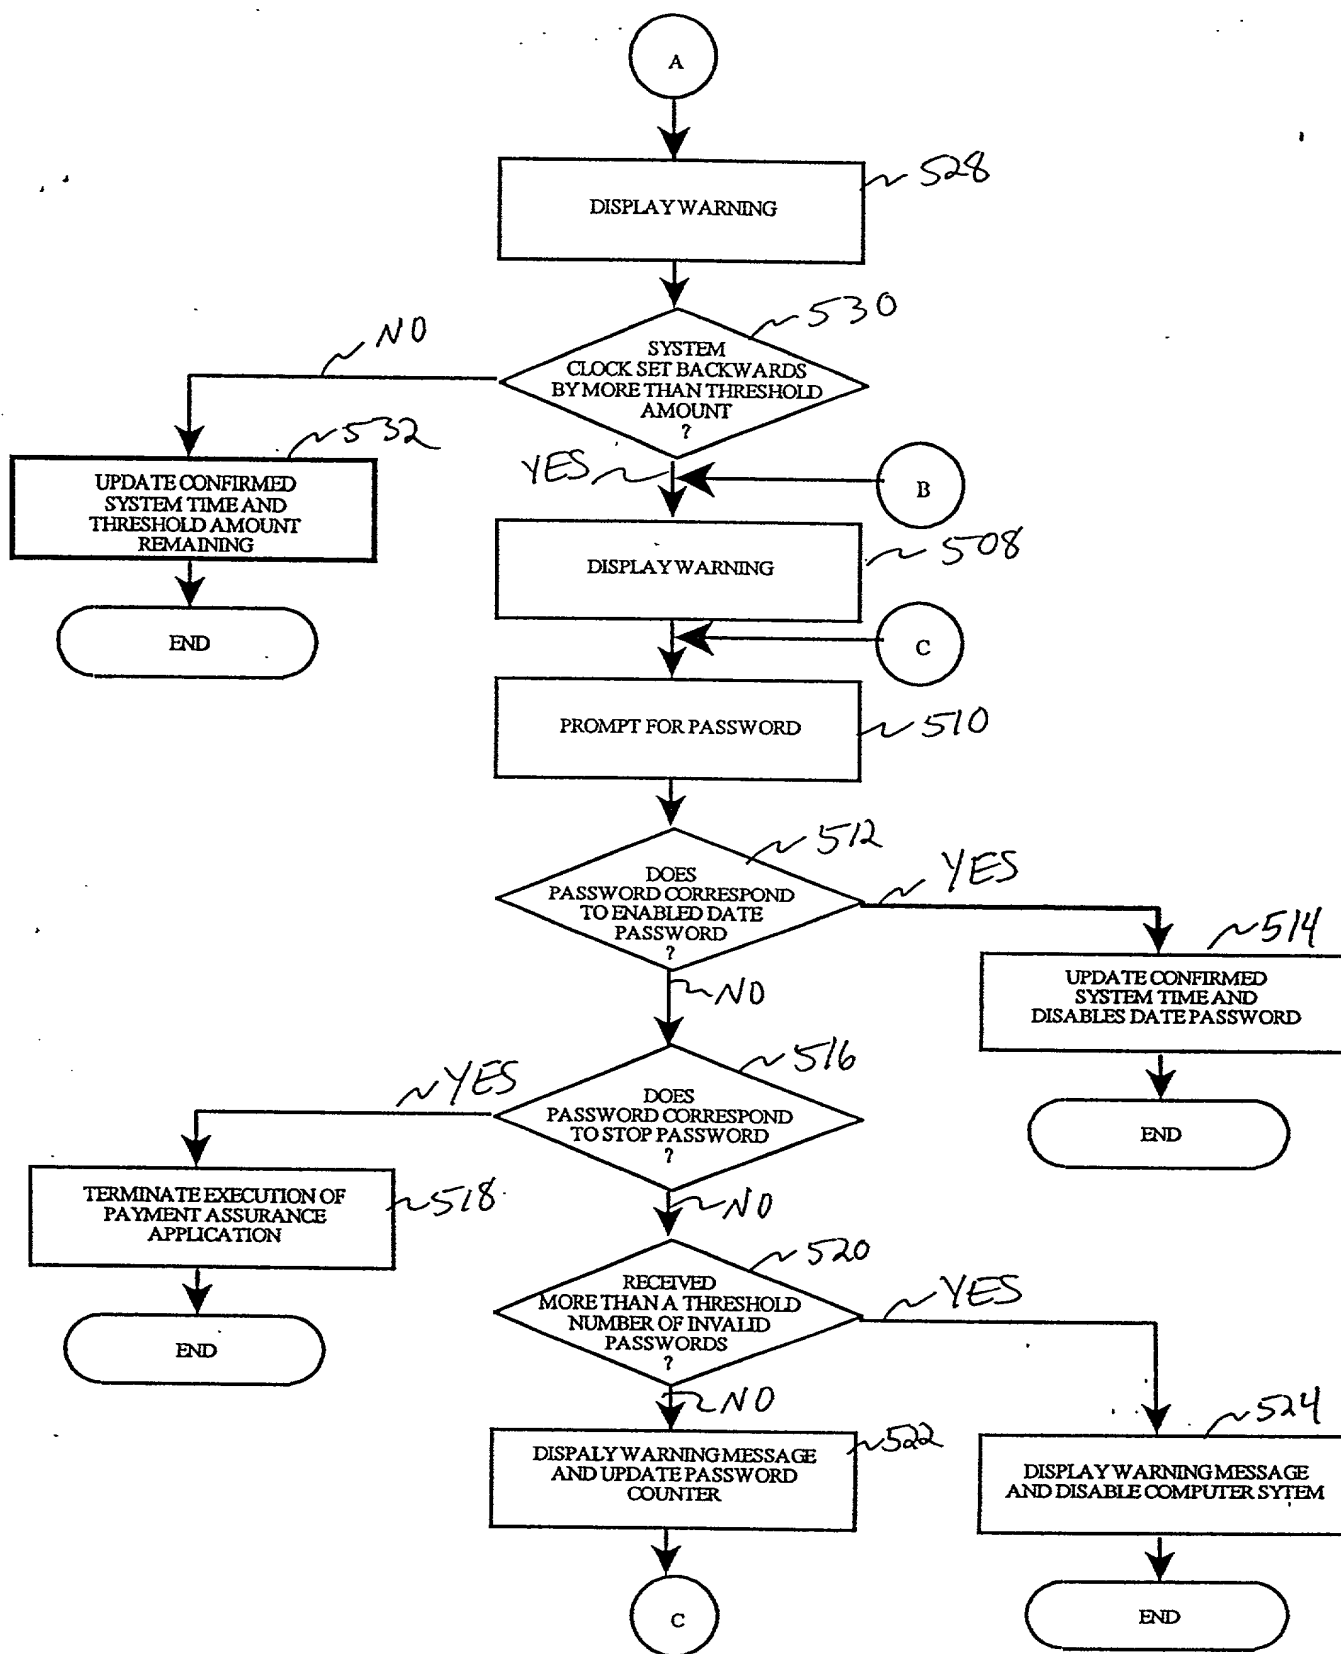 A
528
DISPLAY WARNING
530
NO
SYSTEM
CLOCK SET BACKWARDS
BY MORE THAN THRESHOLD
AMOUNT
?
532
YES
UPDATE CONFIRMED
SYSTEM TIME AND
THRESHOLD AMOUNT
REMAINING
B
508
DISPLAY WARNING
END
C
510
PROMPT FOR PASSWORD
512
YES
DOES
PASSWORD CORRESPOND
TO ENABLED DATE
PASSWORD
?
514
NO
UPDATE CONFIRMED
SYSTEM TIME AND
DISABLES DATE PASSWORD
516
YES
DOES
PASSWORD CORRESPOND
TO STOP PASSWORD
?
END
518
TERMINATE EXECUTION OF
PAYMENT ASSURANCE
APPLICATION
NO
520
YES
RECEIVED
MORE THAN A THRESHOLD
NUMBER OF INVALID
PASSWORDS
?
END
NO
524
522
DISPALY WARNING MESSAGE
AND UPDATE PASSWORD
COUNTER
DISPLAY WARNING MESSAGE
AND DISABLE COMPUTER SYTEM
C
END